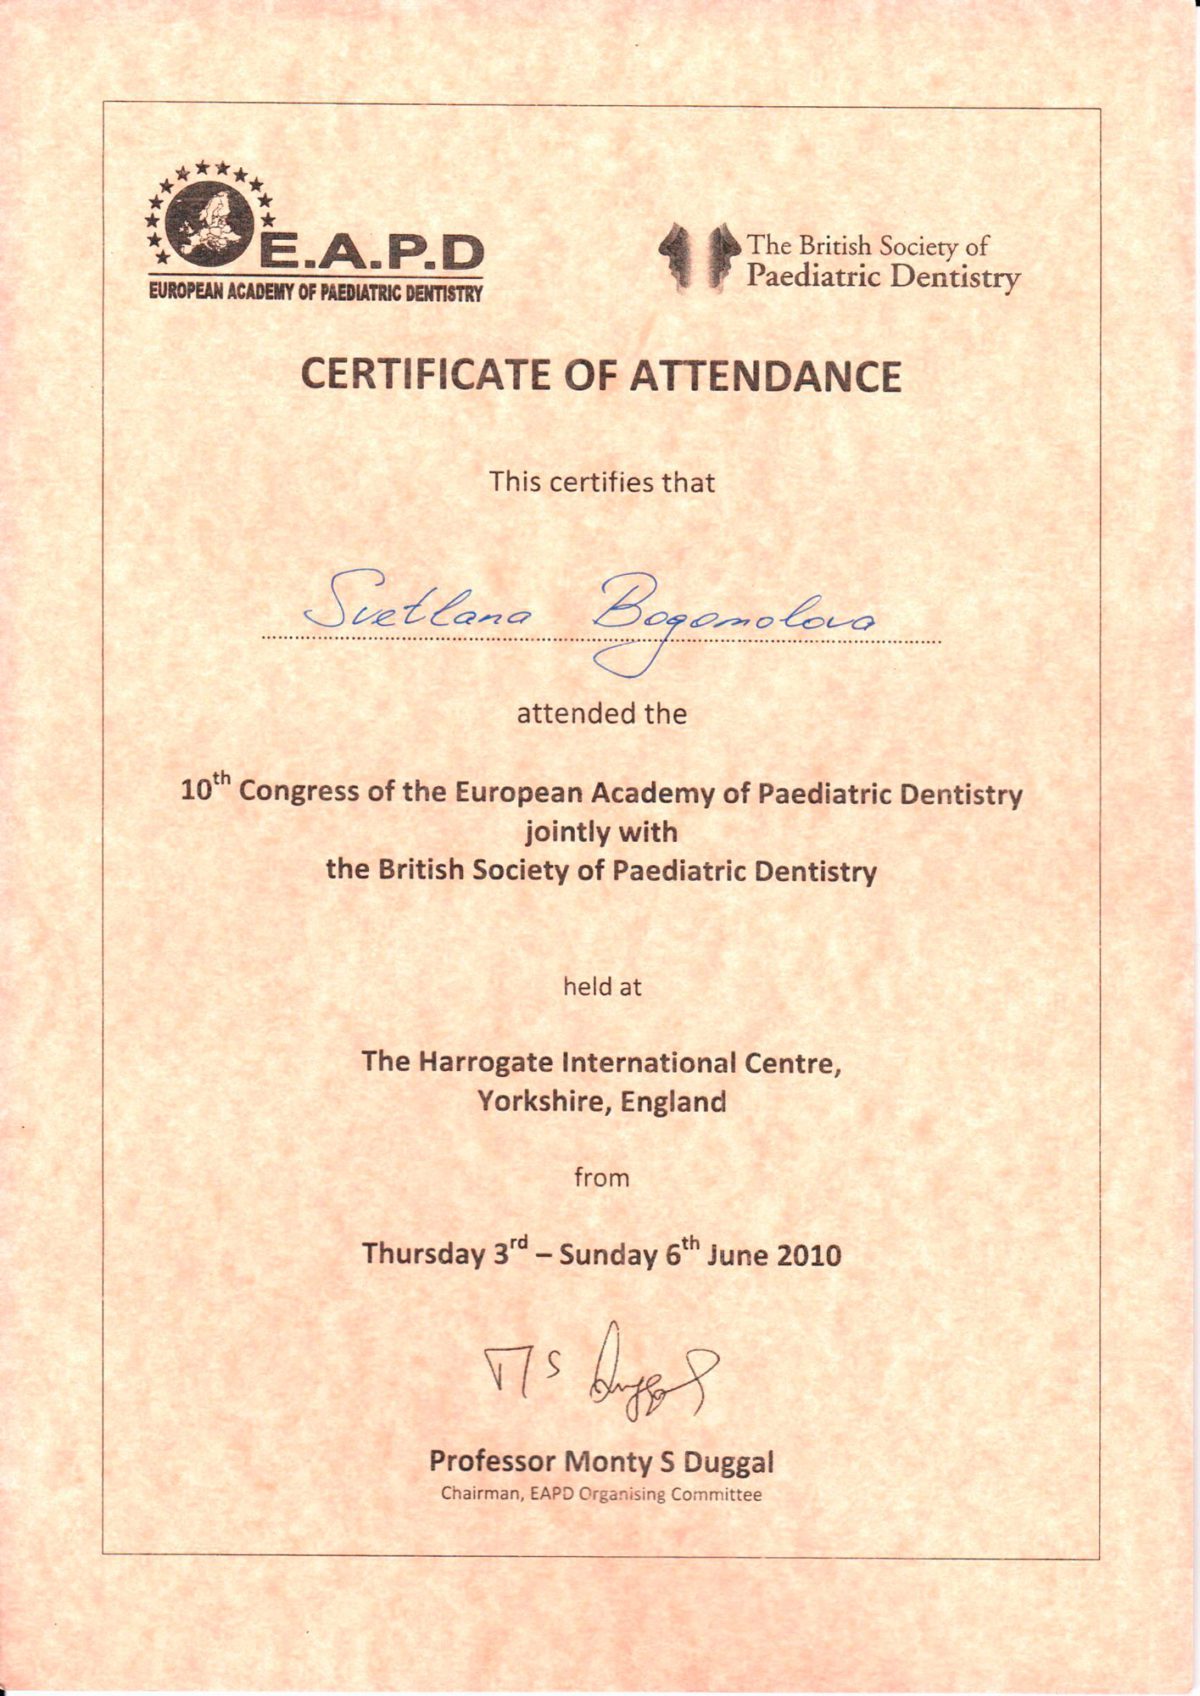 E.A.P.D
EUROPEAN ACADEMY OF PAEDIATRIC DENTISTRY
The British Society of
Paediatric Dentistry
CERTIFICATE OF ATTENDANCE
This certifies that
Svetlana Bogomolova
attended the
10th Congress of the European Academy of Paediatric Dentistry
jointly with
the British Society of Paediatric Dentistry
held at
The Harrogate International Centre,
Yorkshire, England
from
Thursday 3rd – Sunday 6th June 2010
MS Duggal
Professor Monty S Duggal
Chairman, EAPD Organising Committee